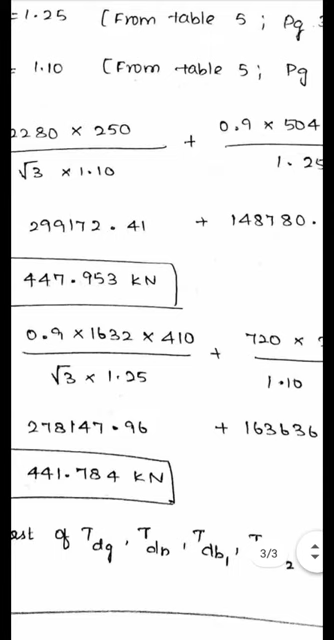 = 1.25 [From table 5 ; Pg
= 1.10 [From table 5 ; Pg
2280 × 250 / √3 × 1.10 + 0.9 × 504 / 1.25
299172.41 + 148780.
447.953 KN
0.9 × 1632 × 410 / √3 × 1.25 + 720 × / 1.10
278147.96 + 163636
441.784 KN
est of Tdg, Tdn, Tdb1, T 2
3/3